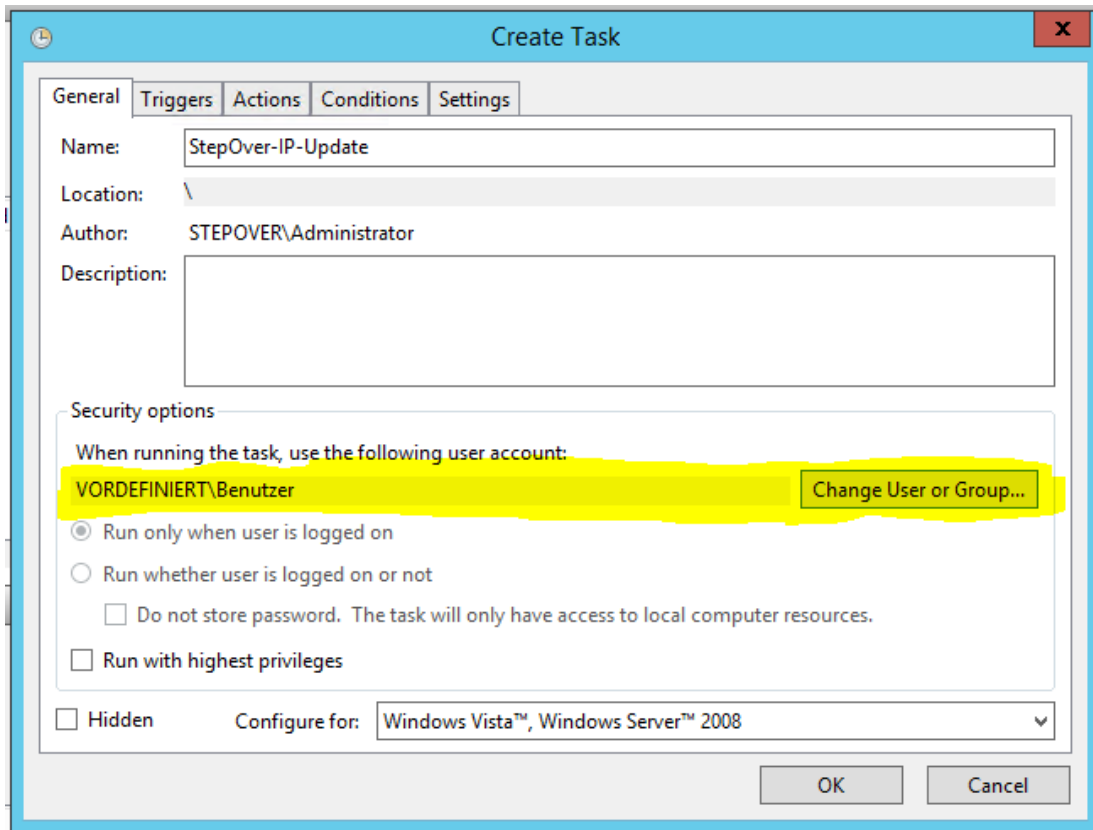 Create Task
x
General Triggers Actions Conditions Settings
Name: StepOver-IP-Update
Location: \
Author: STEPOVER\Administrator
Description:
Security options
When running the task, use the following user account:
VORDEFINIERT\Benutzer Change User or Group...
Run only when user is logged on
Run whether user is logged on or not
Do not store password. The task will only have access to local computer resources.
Run with highest privileges
Hidden Configure for: Windows Vista™, Windows Server™ 2008
OK Cancel